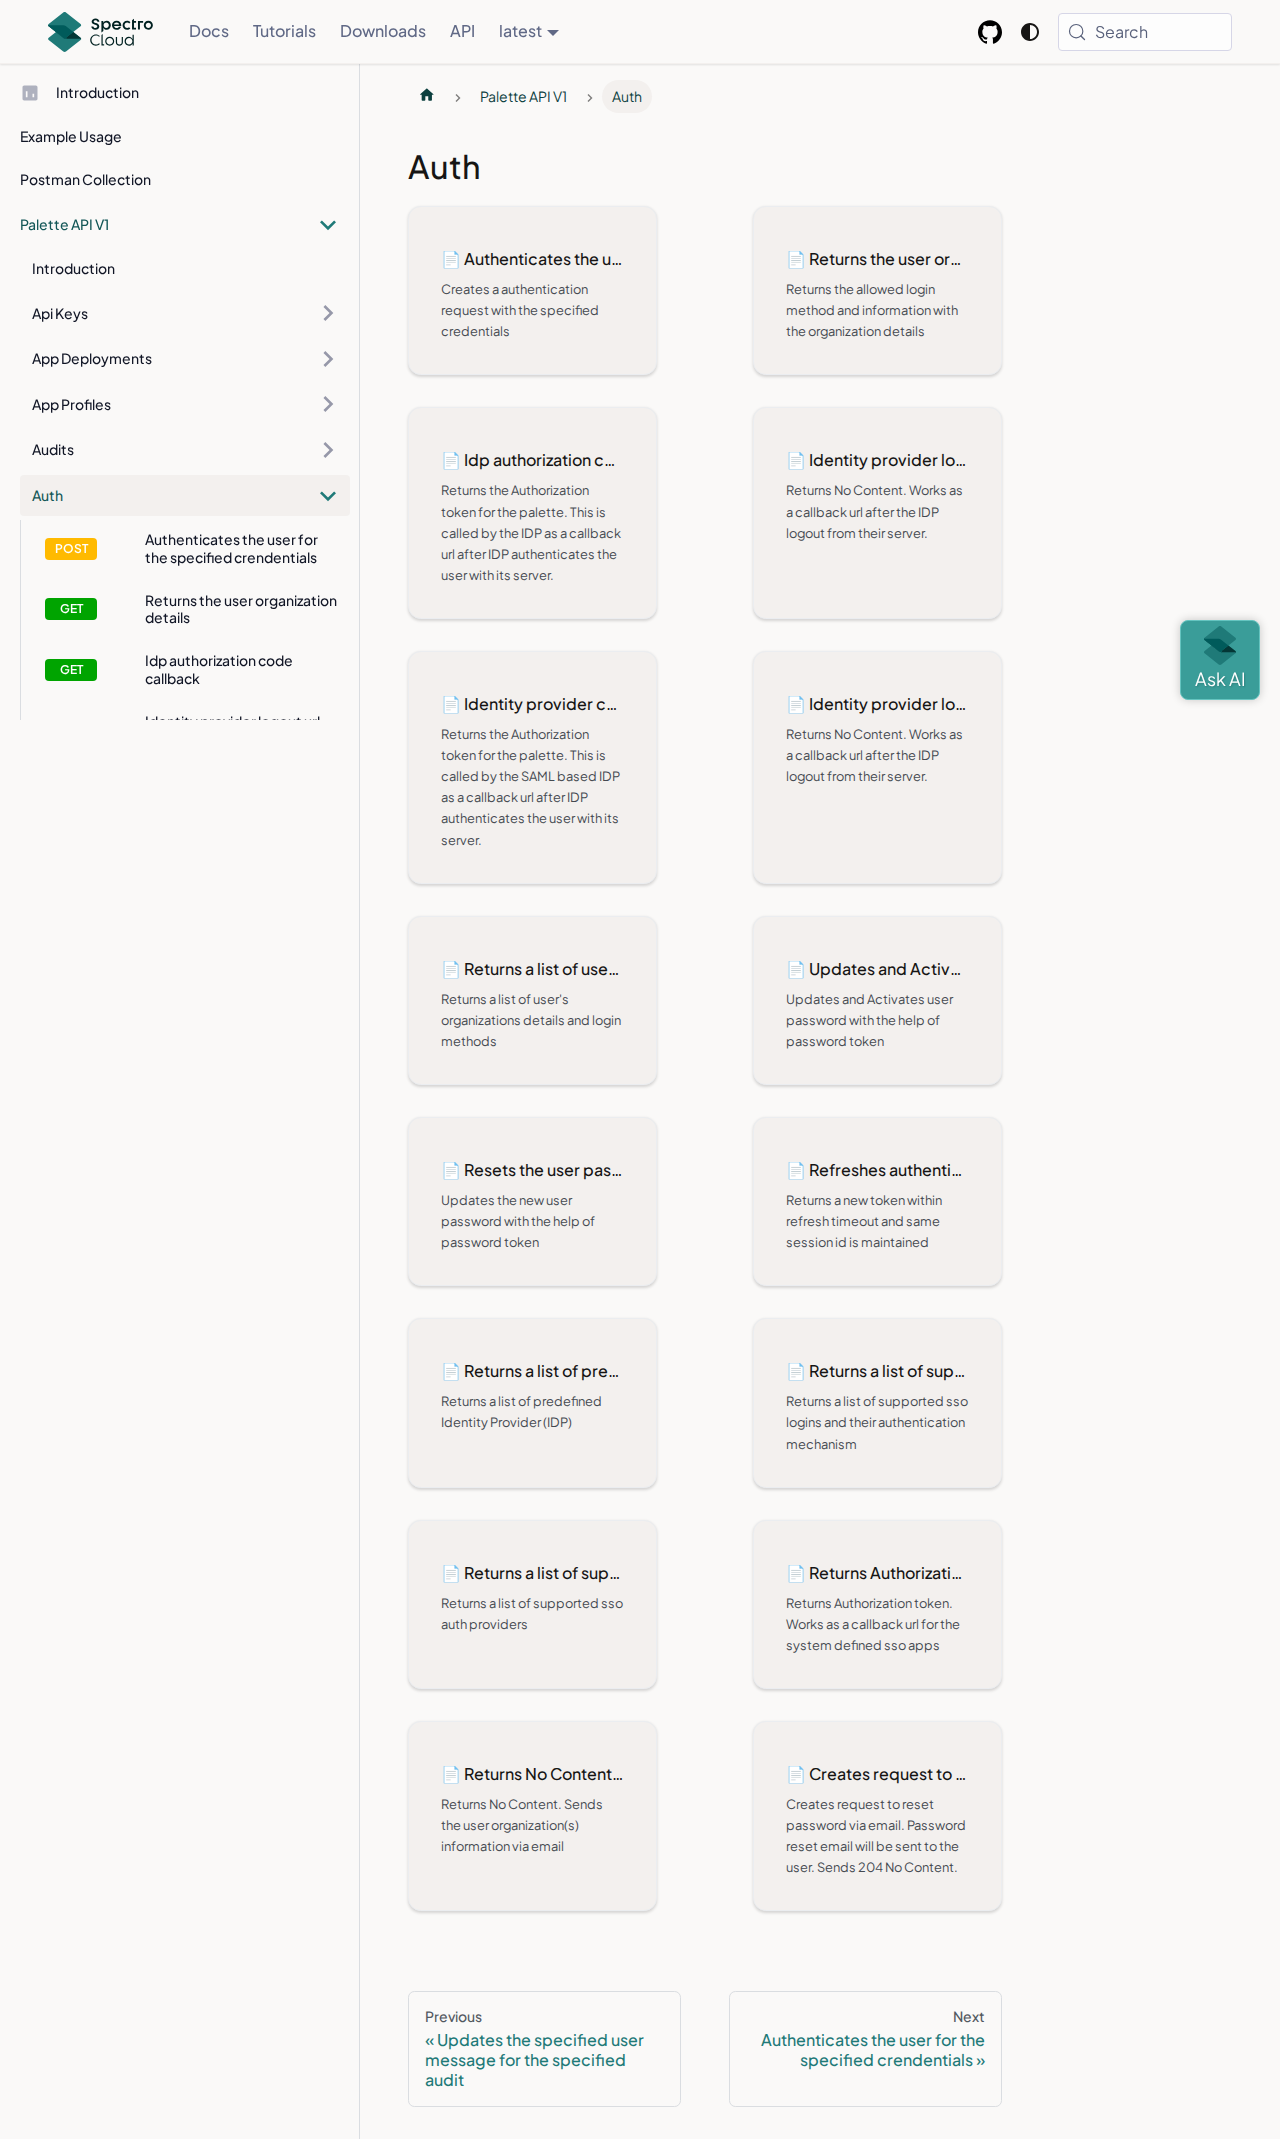 Spectro Cloud
Docs
Tutorials
Downloads
API
latest
Search
Introduction
Example Usage
Postman Collection
Palette API V1
Introduction
Api Keys
App Deployments
App Profiles
Audits
Auth
POST
Authenticates the user for
the specified crendentials
GET
Returns the user organization
details
GET
Idp authorization code
callback
Identity provider logout url
Palette API V1
Auth
Auth
Authenticates the u...
Creates a authentication
request with the specified
credentials
Returns the user or...
Returns the allowed login
method and information with
the organization details
Idp authorization c...
Returns the Authorization
token for the palette. This is
called by the IDP as a callback
url after IDP authenticates the
user with its server.
Identity provider lo...
Returns No Content. Works as
a callback url after the IDP
logout from their server.
Identity provider c...
Returns the Authorization
token for the palette. This is
called by the SAML based IDP
as a callback url after IDP
authenticates the user with its
server.
Identity provider lo...
Returns No Content. Works as
a callback url after the IDP
logout from their server.
Returns a list of use...
Returns a list of user's
organizations details and login
methods
Updates and Activ...
Updates and Activates user
password with the help of
password token
Resets the user pas...
Updates the new user
password with the help of
password token
Refreshes authenti...
Returns a new token within
refresh timeout and same
session id is maintained
Returns a list of pre...
Returns a list of predefined
Identity Provider (IDP)
Returns a list of sup...
Returns a list of supported sso
logins and their authentication
mechanism
Returns a list of sup...
Returns a list of supported sso
auth providers
Returns Authorizati...
Returns Authorization token.
Works as a callback url for the
system defined sso apps
Returns No Content...
Returns No Content. Sends
the user organization(s)
information via email
Creates request to ...
Creates request to reset
password via email. Password
reset email will be sent to the
user. Sends 204 No Content.
Ask AI
Previous
« Updates the specified user
message for the specified
audit
Next
Authenticates the user for the
specified crendentials »